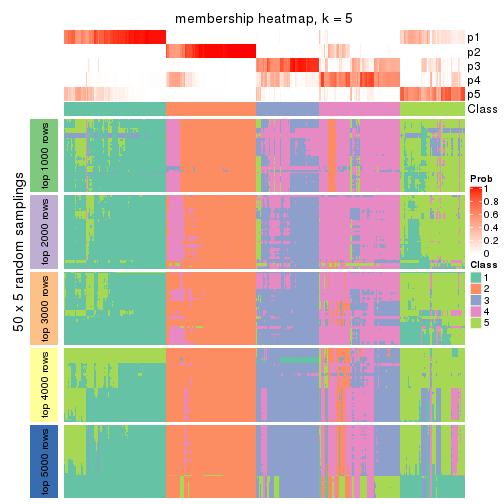 membership heatmap, k = 5
p1
p2
p3
p4
p5
Class
50 x 5 random samplings
top 1000 rows
top 2000 rows
top 3000 rows
top 4000 rows
top 5000 rows
Prob
1
0.8
0.6
0.4
0.2
0
Class
1
2
3
4
5